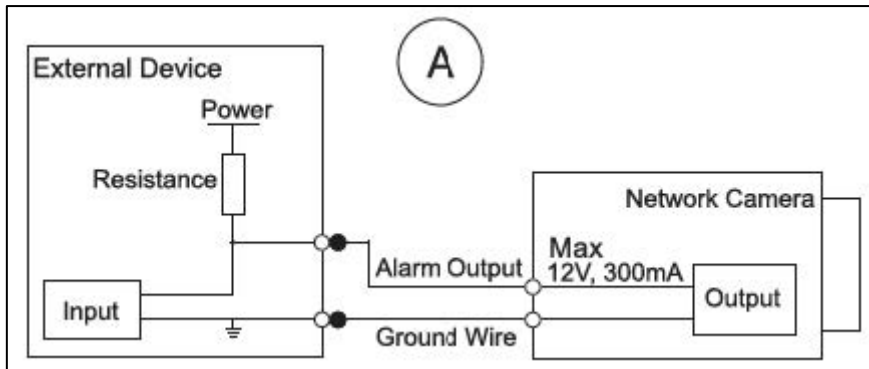 A
External Device
Power
Resistance
Network Camera
Max
Alarm Output
12V, 300mA
Output
Input
Ground Wire